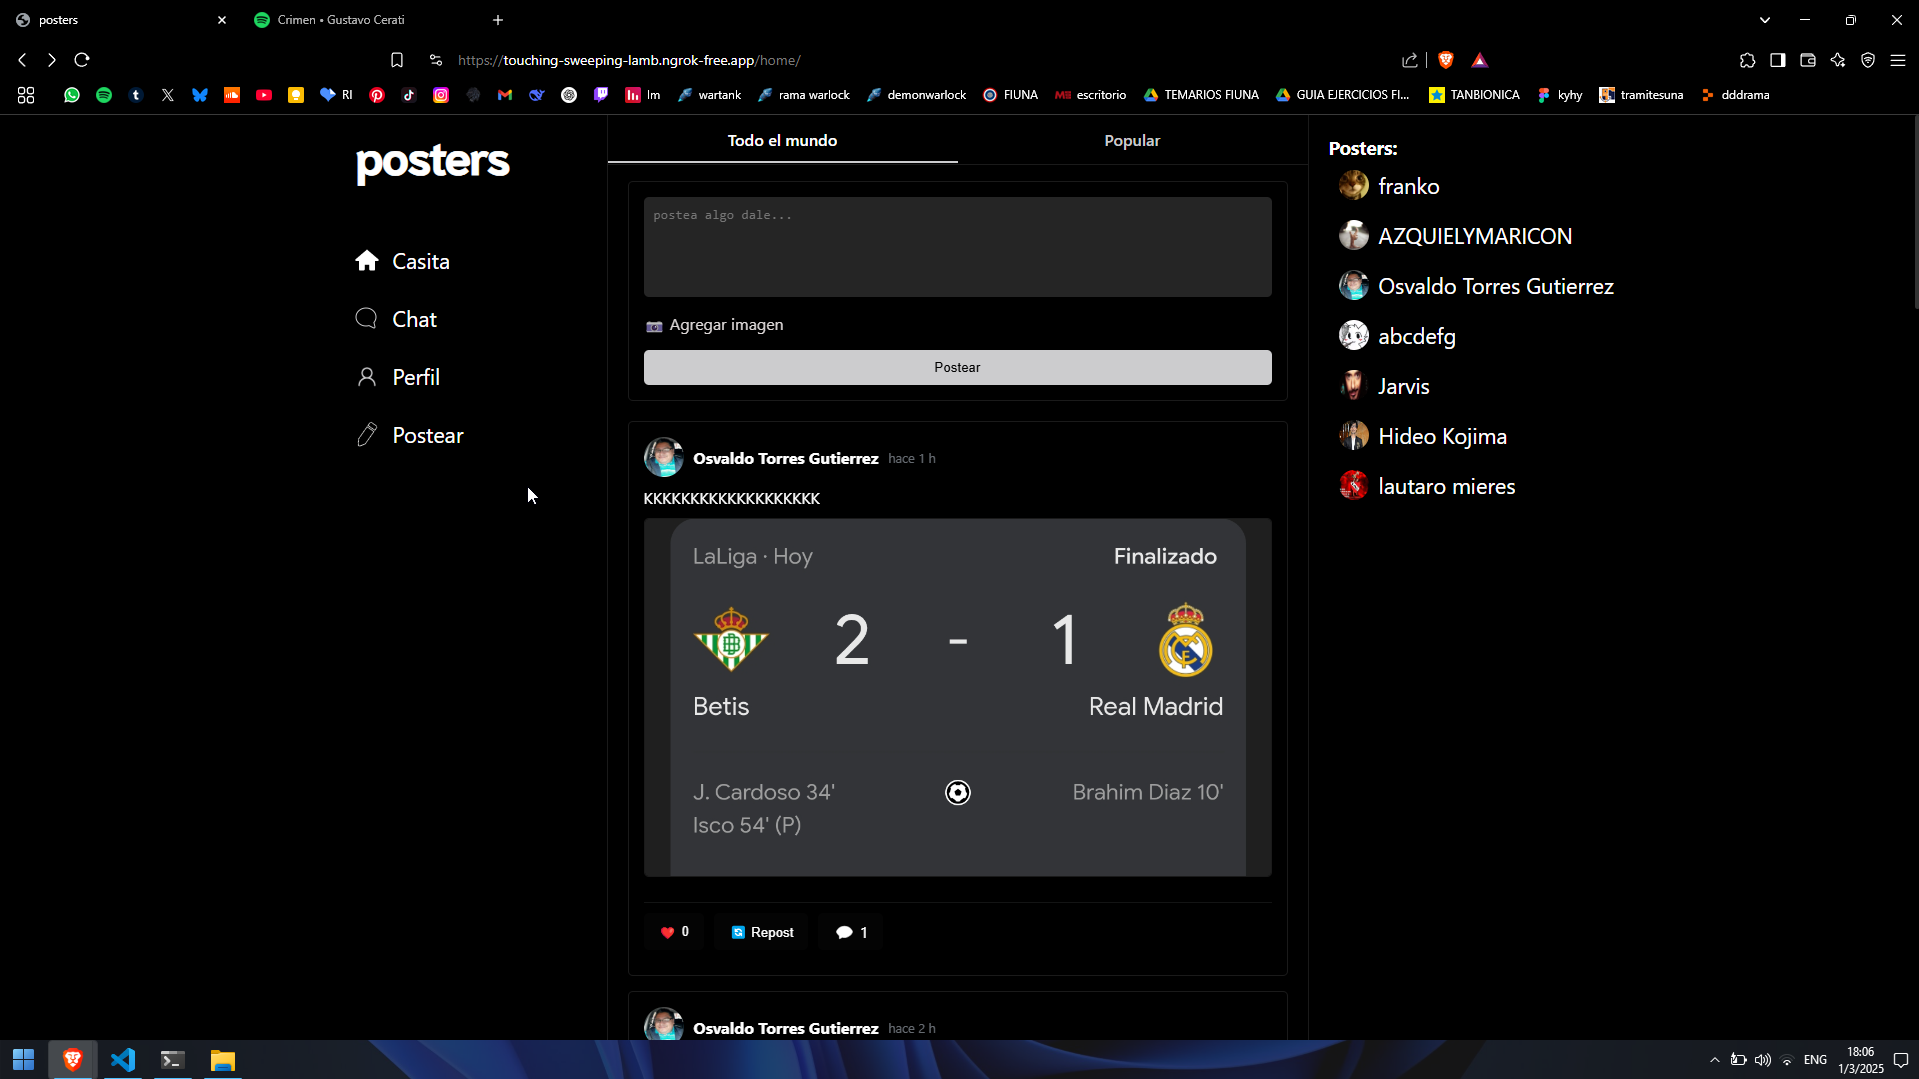 posters
Crimen • Gustavo Cerati
https://touching-sweeping-lamb.ngrok-free.app/home/
RI
lm
wartank
rama warlock
demonwarlock
FIUNA
escritorio
TEMARIOS FIUNA
GUIA EJERCICIOS FI...
TANBIONICA
kyhy
tramitesuna
dddrama
posters
Casita
Chat
Perfil
Postear
Todo el mundo
Popular
postea algo dale...
Agregar imagen
Postear
Osvaldo Torres Gutierrez hace 1 h
KKKKKKKKKKKKKKKKKKK
LaLiga · Hoy
Finalizado
2 - 1
Betis
Real Madrid
J. Cardoso 34'
Brahim Diaz 10'
Isco 54' (P)
0
Repost
1
Osvaldo Torres Gutierrez hace 2 h
Posters:
franko
AZQUIELYMARICON
Osvaldo Torres Gutierrez
abcdefg
Jarvis
Hideo Kojima
lautaro mieres
ENG
18:06
1/3/2025